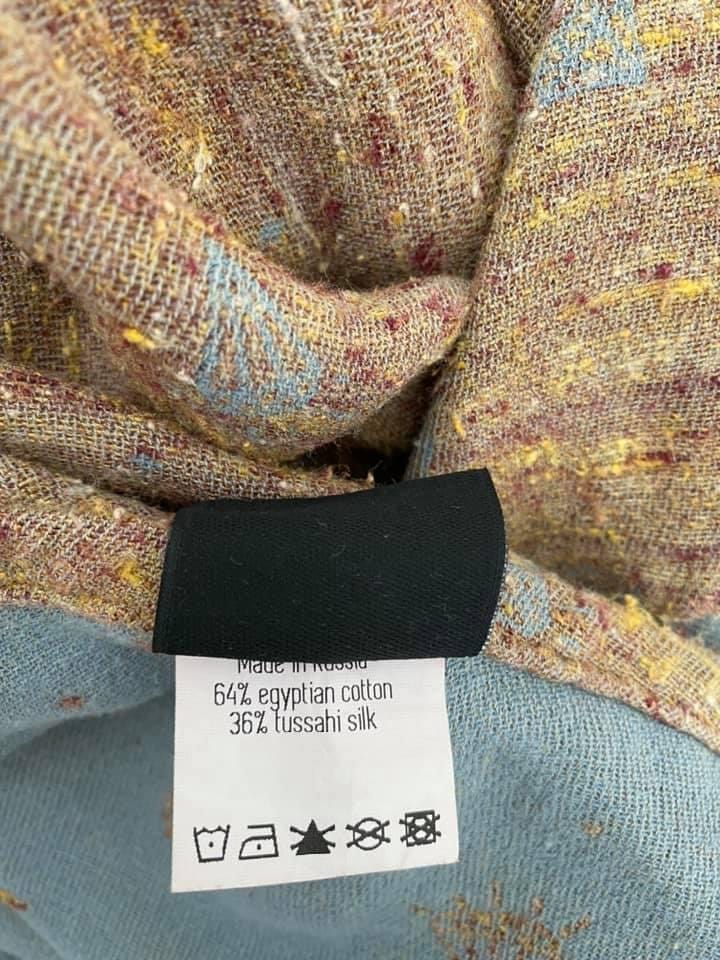 Made in Russia
64% egyptian cotton
36% tussahi silk